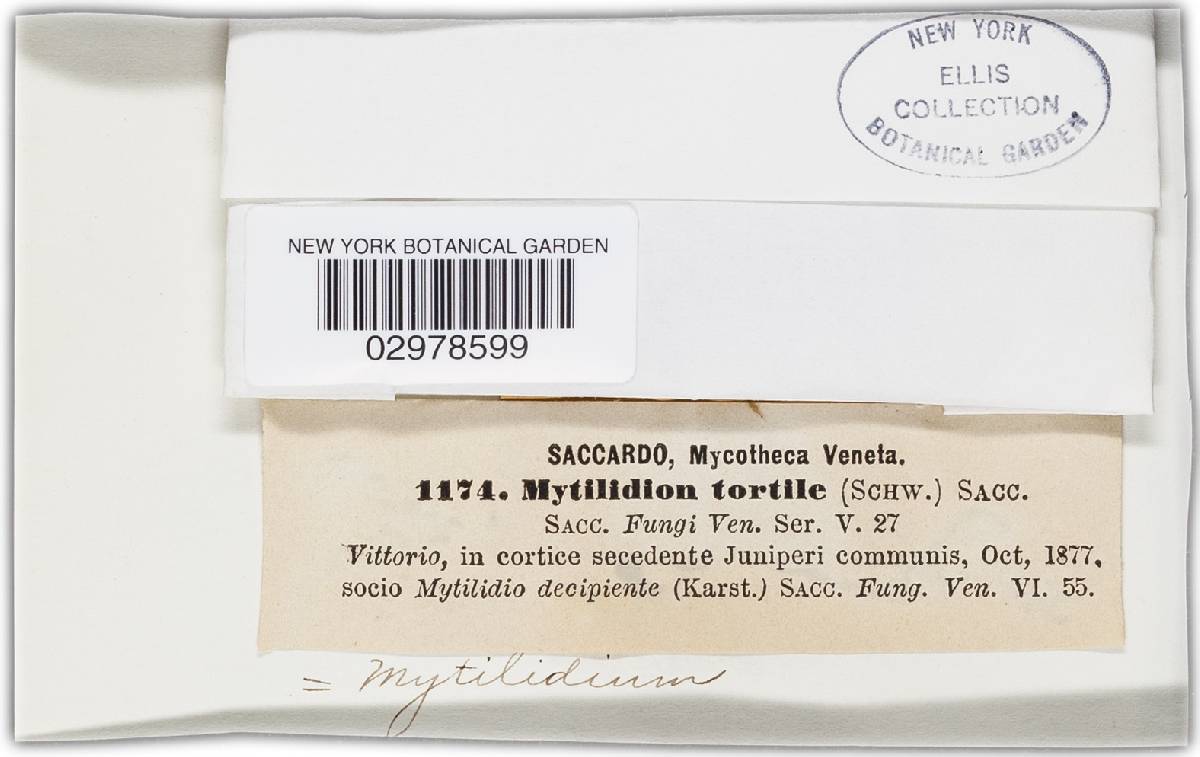 NEW YORK
ELLIS
COLLECTION
BOTANICAL GARDEN
NEW YORK BOTANICAL GARDEN
02978599
SACCARDO, Mycotheca Veneta.
1174. Mytilidion tortile (SCHW.) SACC.
SACC. Fungi Ven. Ser. V. 27
Vittorio, in cortice secedente Juniperi communis, Oct, 1877.
socio Mytilidio decipiente (Karst.) SACC. Fung. Ven. VI. 55.
= Mytilidium